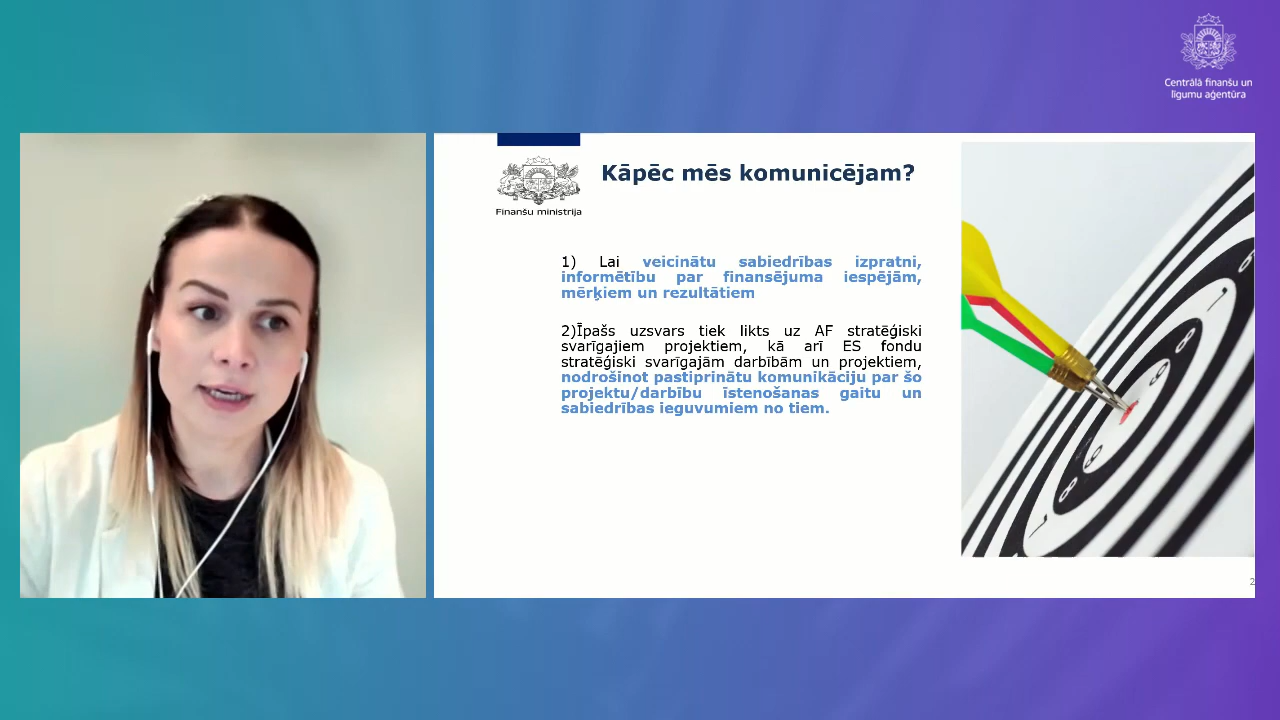 Centrālā finanšu un
līgumu aģentūra
Kāpēc mēs komunicējam?
Finanšu ministrija
1) Lai veicinātu sabiedrības izpratni,
informētību par finansējuma iespējām,
mērķiem un rezultātiem
2)Īpašs uzsvars tiek likts uz AF stratēģiski
svarīgajiem projektiem, kā arī ES fondu
stratēģiski svarīgajām darbībām un projektiem,
nodrošinot pastiprinātu komunikāciju par šo
projektu/darbību īstenošanas gaitu un
sabiedrības ieguvumiem no tiem.
2